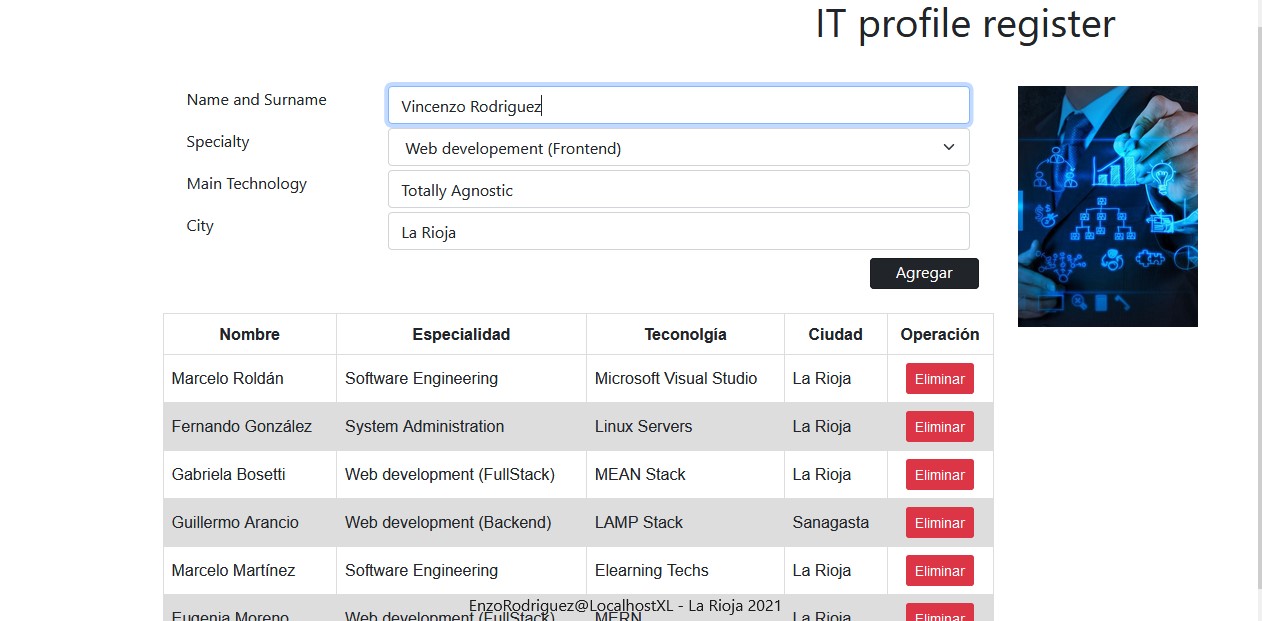 IT profile register
Name and Surname
Vincenzo Rodriguez
Specialty
Web developement (Frontend)
Main Technology
Totally Agnostic
City
La Rioja
Agregar
Nombre Especialidad Teconolgía Ciudad Operación
Marcelo Roldán Software Engineering Microsoft Visual Studio La Rioja Eliminar
Fernando González System Administration Linux Servers La Rioja Eliminar
Gabriela Bosetti Web development (FullStack) MEAN Stack La Rioja Eliminar
Guillermo Arancio Web development (Backend) LAMP Stack Sanagasta Eliminar
Marcelo Martínez Software Engineering Elearning Techs La Rioja Eliminar
EnzoRodriguez@LocalhostXL - La Rioja 2021
Eugenia Moreno Web development (FullStack) MERN La Rioja Eliminar